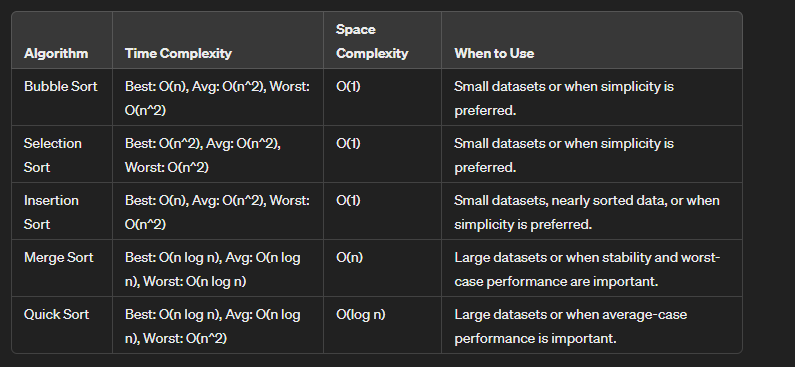 Algorithm Time Complexity Space Complexity When to Use
Bubble Sort Best: O(n), Avg: O(n^2), Worst: O(n^2) O(1) Small datasets or when simplicity is preferred.
Selection Sort Best: O(n^2), Avg: O(n^2), Worst: O(n^2) O(1) Small datasets or when simplicity is preferred.
Insertion Sort Best: O(n), Avg: O(n^2), Worst: O(n^2) O(1) Small datasets, nearly sorted data, or when simplicity is preferred.
Merge Sort Best: O(n log n), Avg: O(n log n), Worst: O(n log n) O(n) Large datasets or when stability and worst-case performance are important.
Quick Sort Best: O(n log n), Avg: O(n log n), Worst: O(n^2) O(log n) Large datasets or when average-case performance is important.